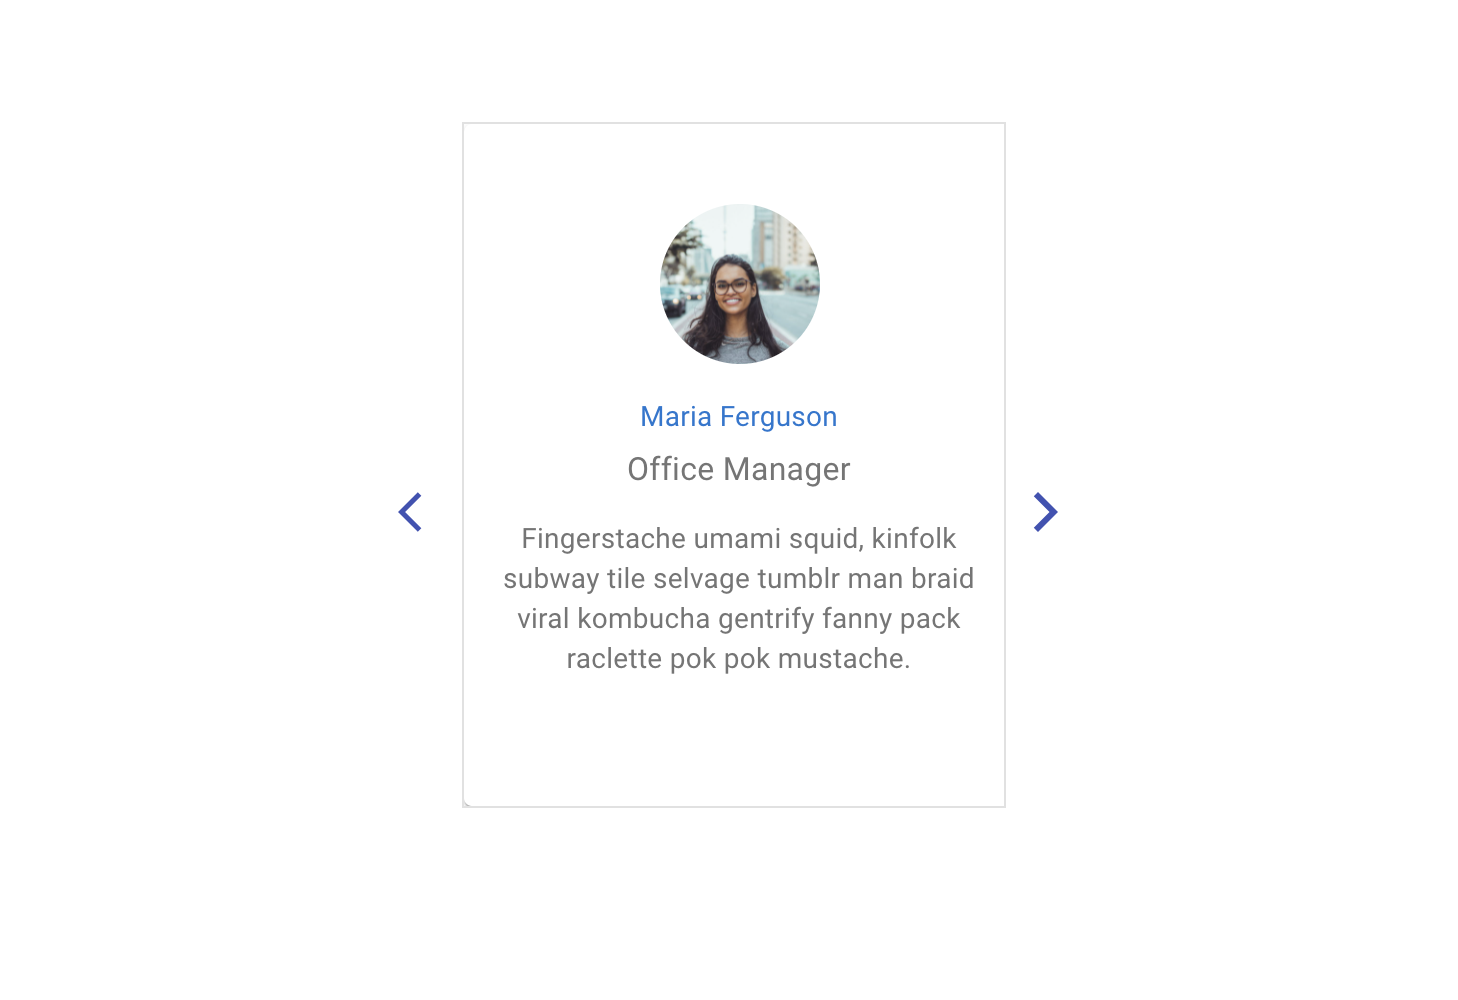 Maria Ferguson
Office Manager
Fingerstache umami squid, kinfolk
subway tile selvage tumblr man braid
viral kombucha gentrify fanny pack
raclette pok pok mustache.